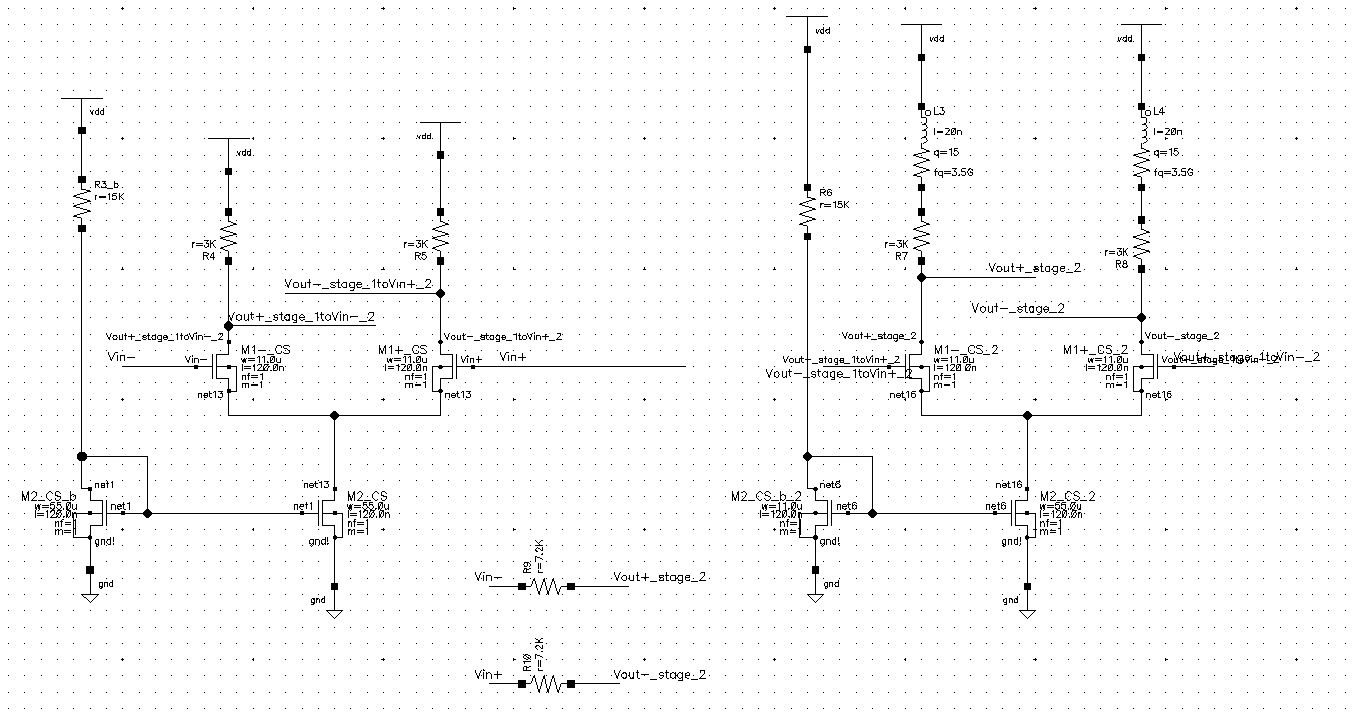 vdd
R3_b
r=15K
vdd
r=3K
R4
vdd
r=3K
R5
Vout-_stage_1toVin+_2
Vout+_stage_1toVin-_2
Vout+_stage_1toVin-_2
Vin-
Vin-
M1-_CS
w=11.0u
l=120.0n
nf=1
m=1
net13
Vout-_stage_1toVin+_2
M1+_CS
w=11.0u
l=120.0n
nf=1
m=1
Vin+
Vin+
net13
net1
M2_CS_b
w=55.0u
l=120.0n
nf=1
m=1
net1
gnd!
gnd
net13
net1
M2_CS
w=55.0u
l=120.0n
nf=1
m=1
gnd!
gnd
Vin-
R9
r=7.2K
Vout+_stage_2
Vin+
R10
r=7.2K
Vout-_stage_2
vdd
R6
r=15K
vdd
L3
l=20n
q=15
fq=3.5G
r=3K
R7
Vout+_stage_2
vdd
L4
l=20n
q=15
fq=3.5G
r=3K
R8
Vout-_stage_2
Vout+_stage_2
Vout-_stage_1toVin+_2
Vout-_stage_1toVin+_2
M1-_CS_2
w=11.0u
l=120.0n
nf=1
m=1
net16
Vout-_stage_2
M1+_CS_2
w=11.0u
l=120.0n
nf=1
m=1
Vout+_stage_1toVin-_2
Vout+_stage_1toVin-_2
net16
net6
M2_CS_b_2
w=11.0u
l=120.0n
nf=1
m=1
net6
gnd!
gnd
net16
net6
M2_CS_2
w=55.0u
l=120.0n
nf=1
m=1
gnd!
gnd